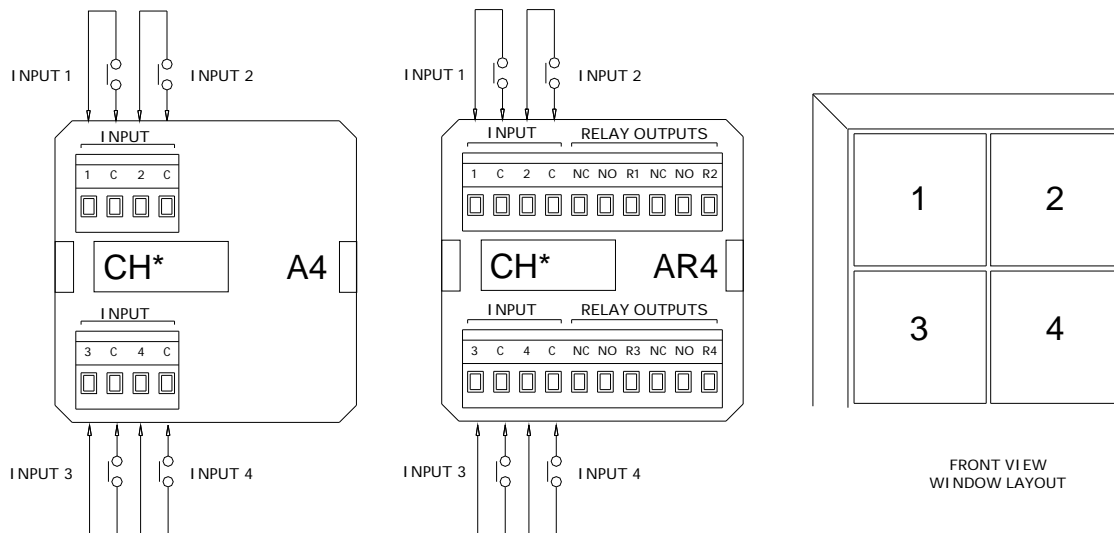 INPUT 1
INPUT 2
INPUT
1 C 2 C
CH*
A4
INPUT
3 C 4 C
INPUT 3
INPUT 4
INPUT 1
INPUT 2
INPUT RELAY OUTPUTS
1 C 2 C NC NO R1 NC NO R2
CH*
AR4
INPUT RELAY OUTPUTS
3 C 4 C NC NO R3 NC NO R4
INPUT 3
INPUT 4
1 2
3 4
FRONT VIEW
WINDOW LAYOUT